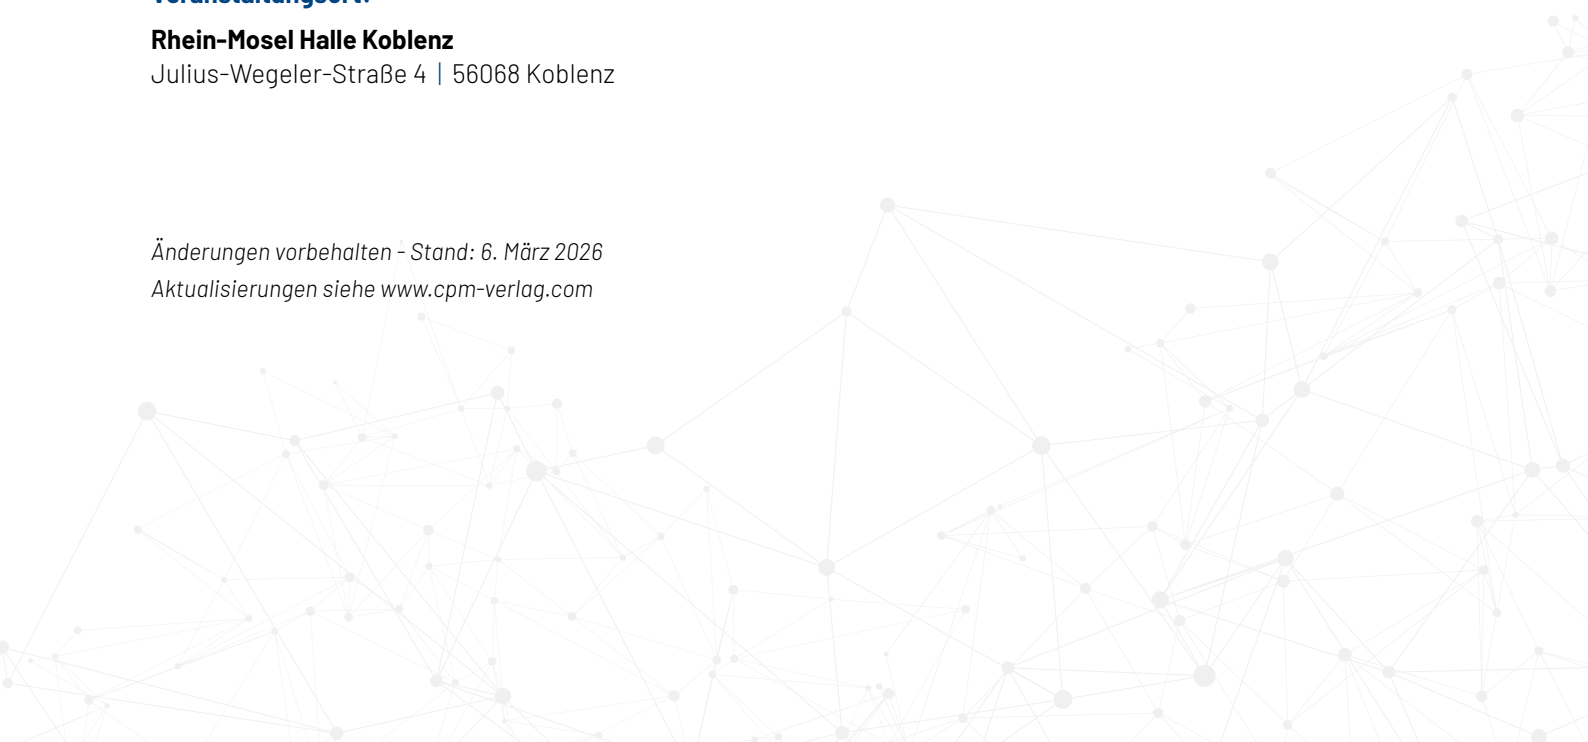 Veranstaltungsort:
Rhein-Mosel Halle Koblenz
Julius-Wegeler-Straße 4 | 56068 Koblenz
Änderungen vorbehalten - Stand: 6. März 2026
Aktualisierungen siehe www.cpm-verlag.com